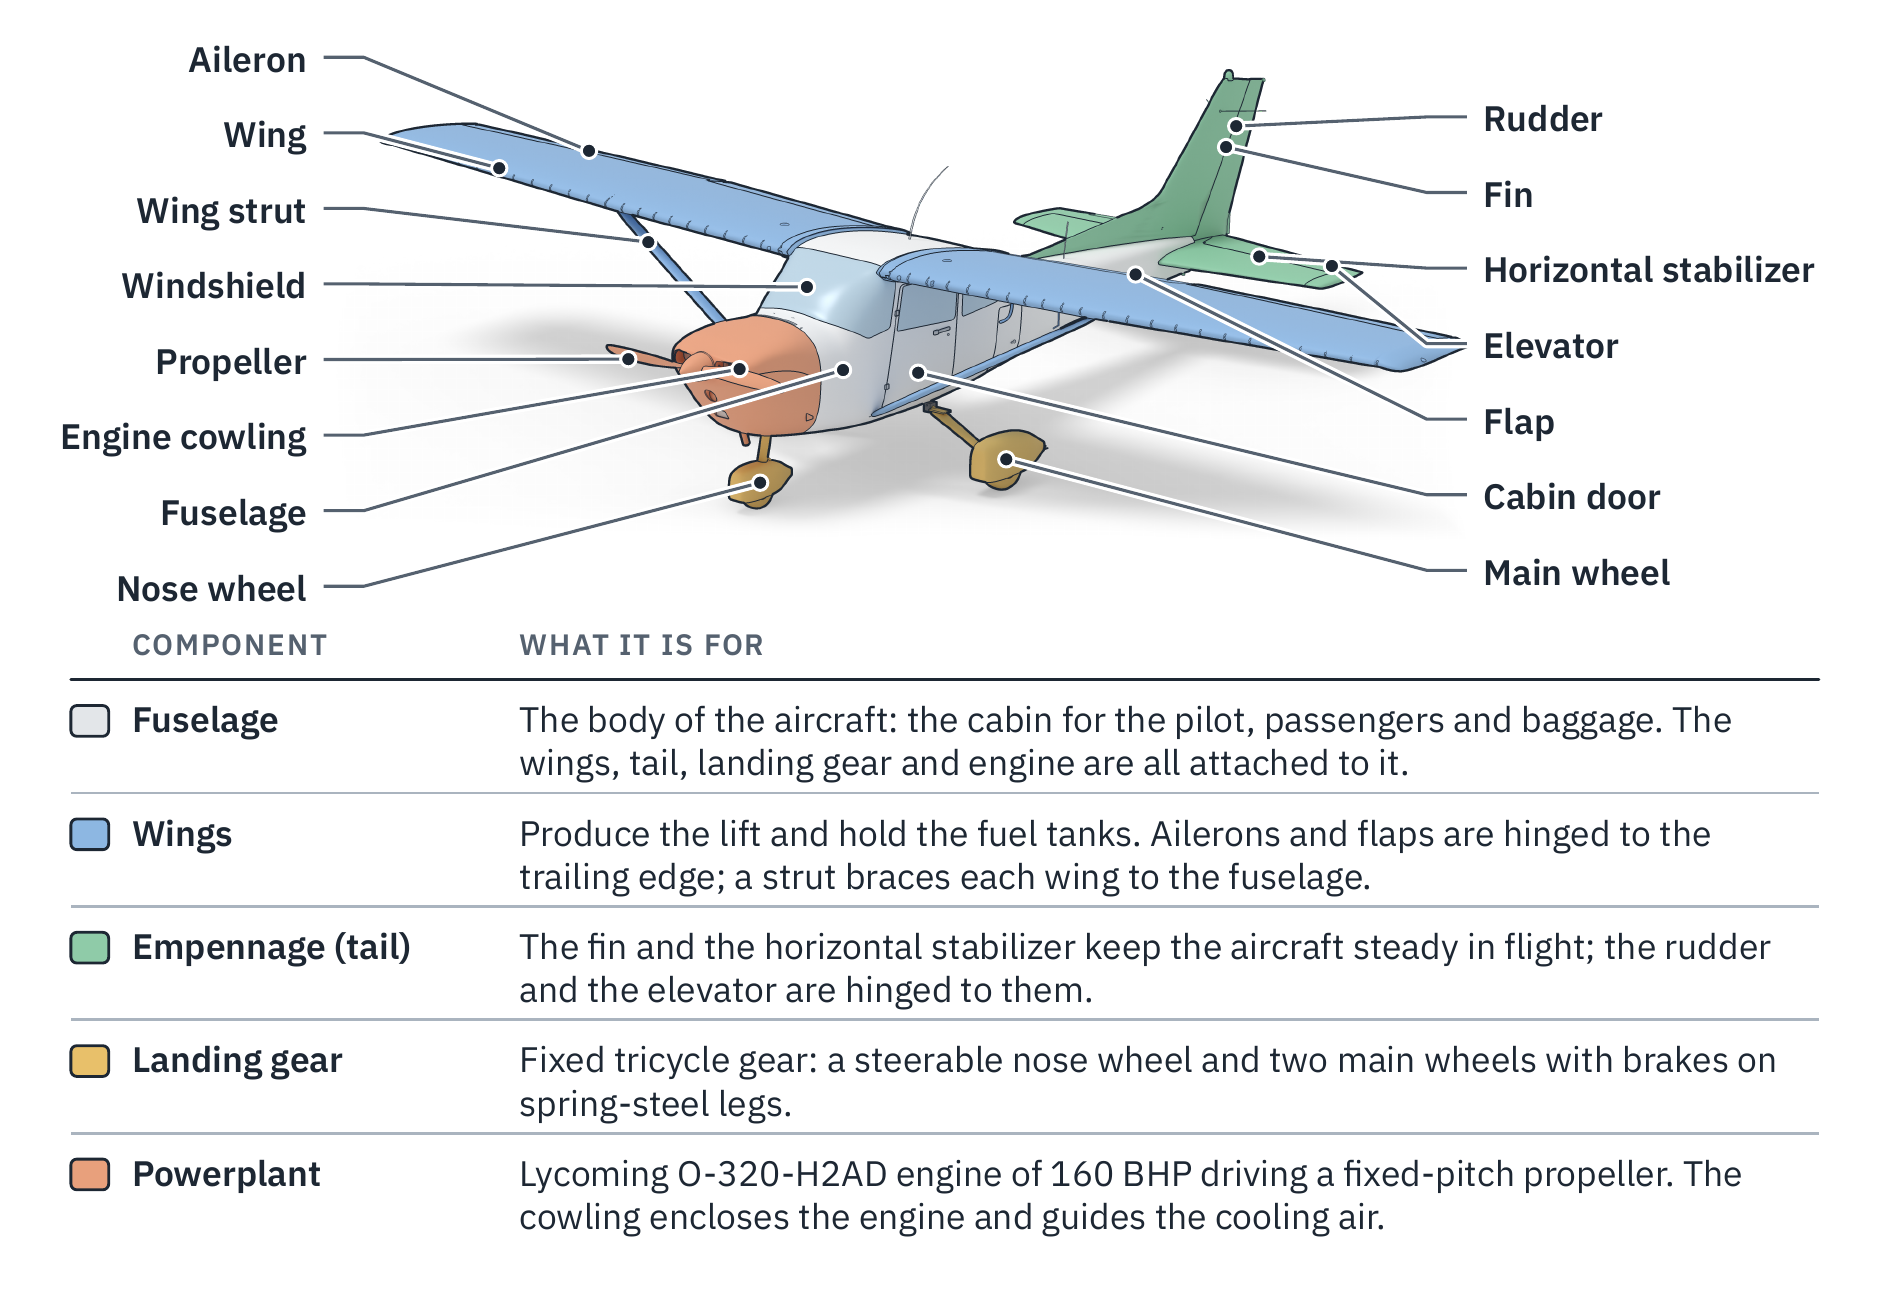 Aileron
Wing
Wing strut
Windshield
Propeller
Engine cowling
Fuselage
Nose wheel
Rudder
Fin
Horizontal stabilizer
Elevator
Flap
Cabin door
Main wheel
COMPONENT
WHAT IT IS FOR
Fuselage
The body of the aircraft: the cabin for the pilot, passengers and baggage. The
wings, tail, landing gear and engine are all attached to it.
Wings
Produce the lift and hold the fuel tanks. Ailerons and flaps are hinged to the
trailing edge; a strut braces each wing to the fuselage.
Empennage (tail)
The fin and the horizontal stabilizer keep the aircraft steady in flight; the rudder
and the elevator are hinged to them.
Landing gear
Fixed tricycle gear: a steerable nose wheel and two main wheels with brakes on
spring-steel legs.
Powerplant
Lycoming O-320-H2AD engine of 160 BHP driving a fixed-pitch propeller. The
cowling encloses the engine and guides the cooling air.